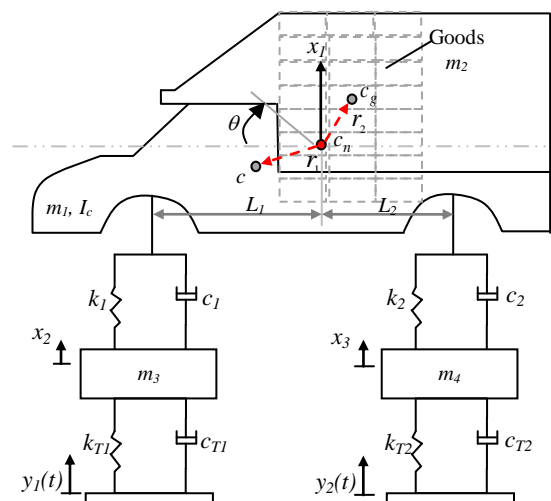 Goods
x1
m2
cg
θ
r2
cn
r1
c
m1, Ic
L1
L2
k1
c1
k2
c2
x2
x3
m3
m4
kT1
cT1
kT2
cT2
y1(t)
y2(t)